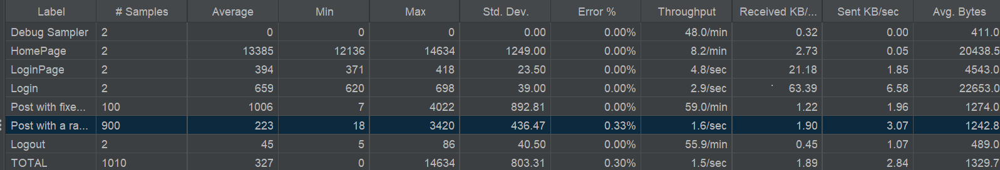 Label # Samples Average Min Max Std. Dev. Error % Throughput Received KB/... Sent KB/sec Avg. Bytes
Debug Sampler 2 0 0 0 0.00 0.00% 48.0/min 0.32 0.00 411.0
HomePage 2 13385 12136 14634 1249.00 0.00% 8.2/min 2.73 0.05 20438.5
LoginPage 2 394 371 418 23.50 0.00% 4.8/sec 21.18 1.85 4543.0
Login 2 659 620 698 39.00 0.00% 2.9/sec 63.39 6.58 22653.0
Post with fixe... 100 1006 7 4022 892.81 0.00% 59.0/min 1.22 1.96 1274.0
Post with a ra... 900 223 18 3420 436.47 0.33% 1.6/sec 1.90 3.07 1242.8
Logout 2 45 5 86 40.50 0.00% 55.9/min 0.45 1.07 489.0
TOTAL 1010 327 0 14634 803.31 0.30% 1.5/sec 1.89 2.84 1329.7